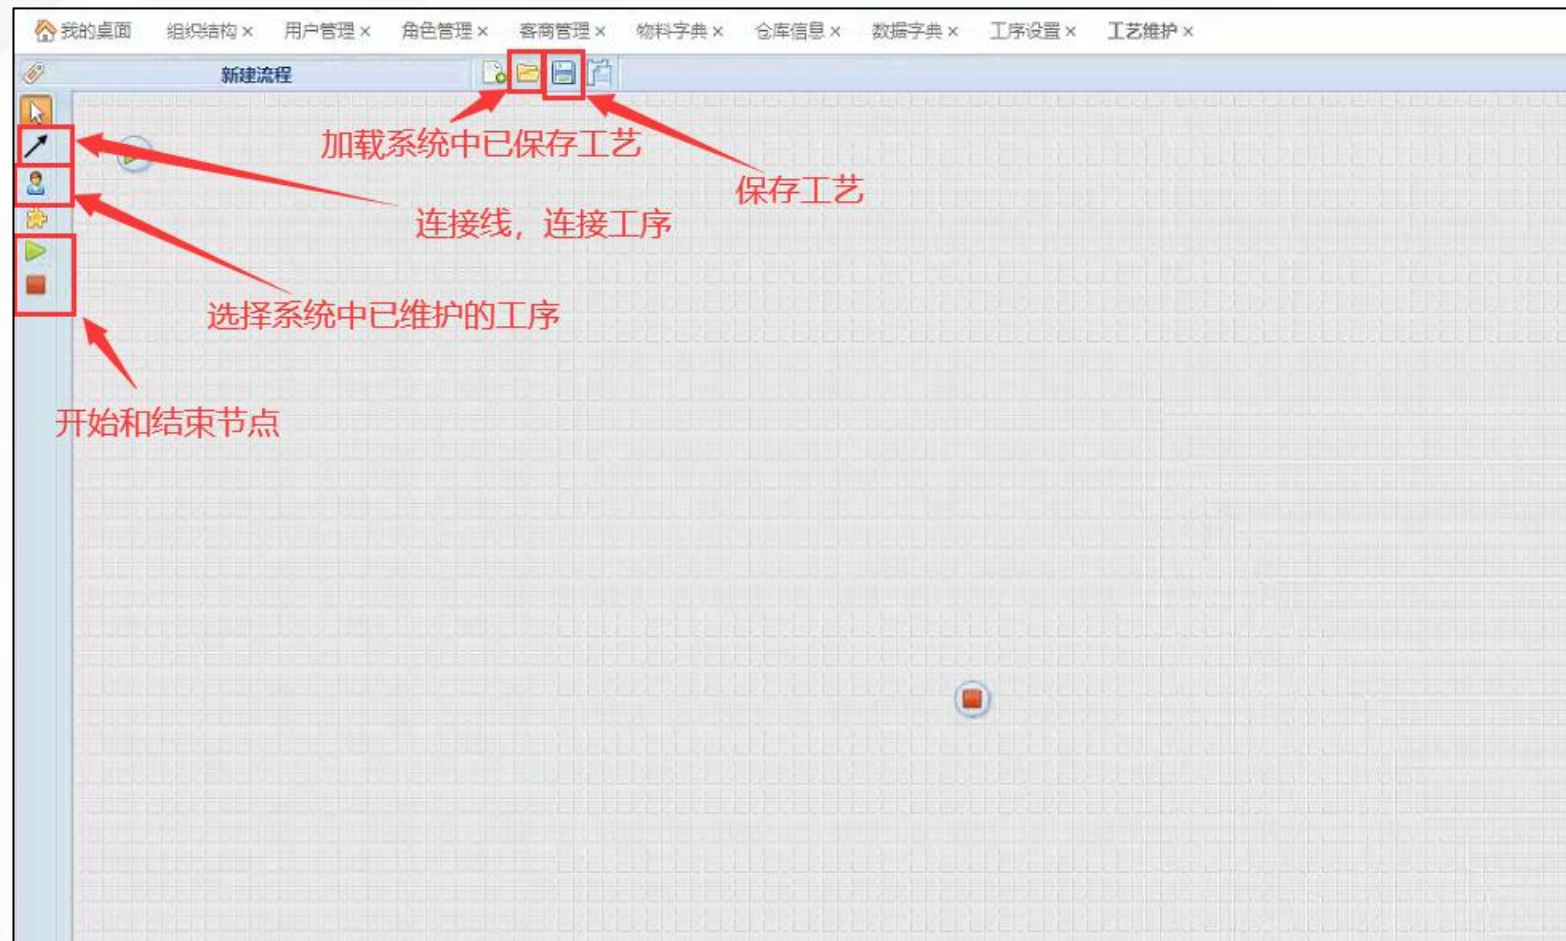 我的桌面 组织结构× 用户管理× 角色管理× 客商管理× 物料字典× 仓库信息× 数据字典× 工序设置× 工艺维护×
新建流程
加载系统中已保存工艺
保存工艺
连接线，连接工序
选择系统中已维护的工序
开始和结束节点